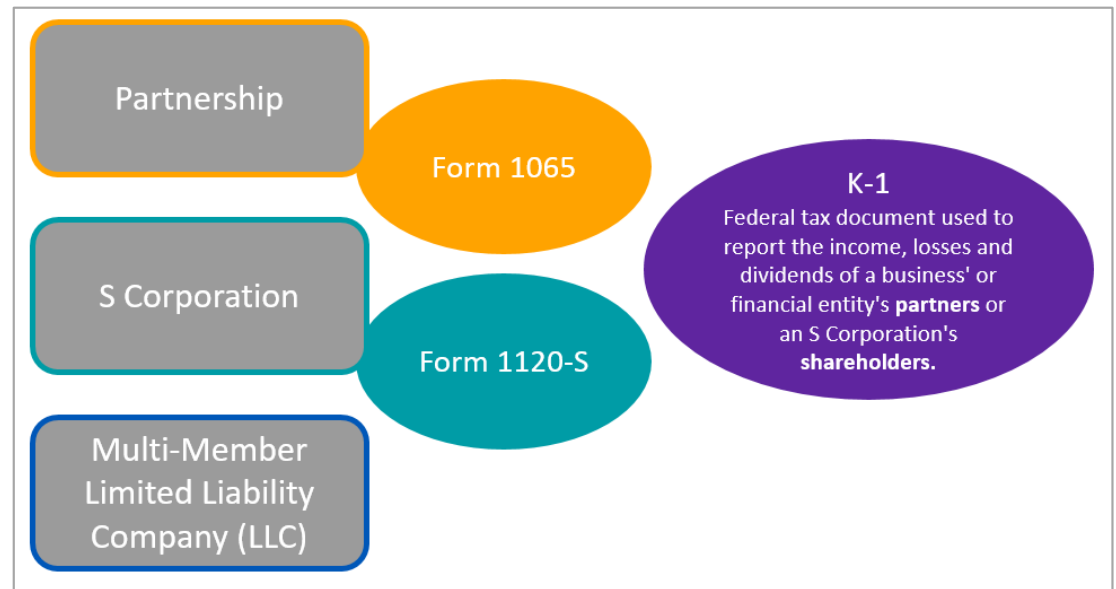 Partnership
Form 1065
S Corporation
Form 1120-S
Multi-Member
Limited Liability
Company (LLC)
K-1
Federal tax document used to
report the income, losses and
dividends of a business' or
financial entity's partners or
an S Corporation's
shareholders.